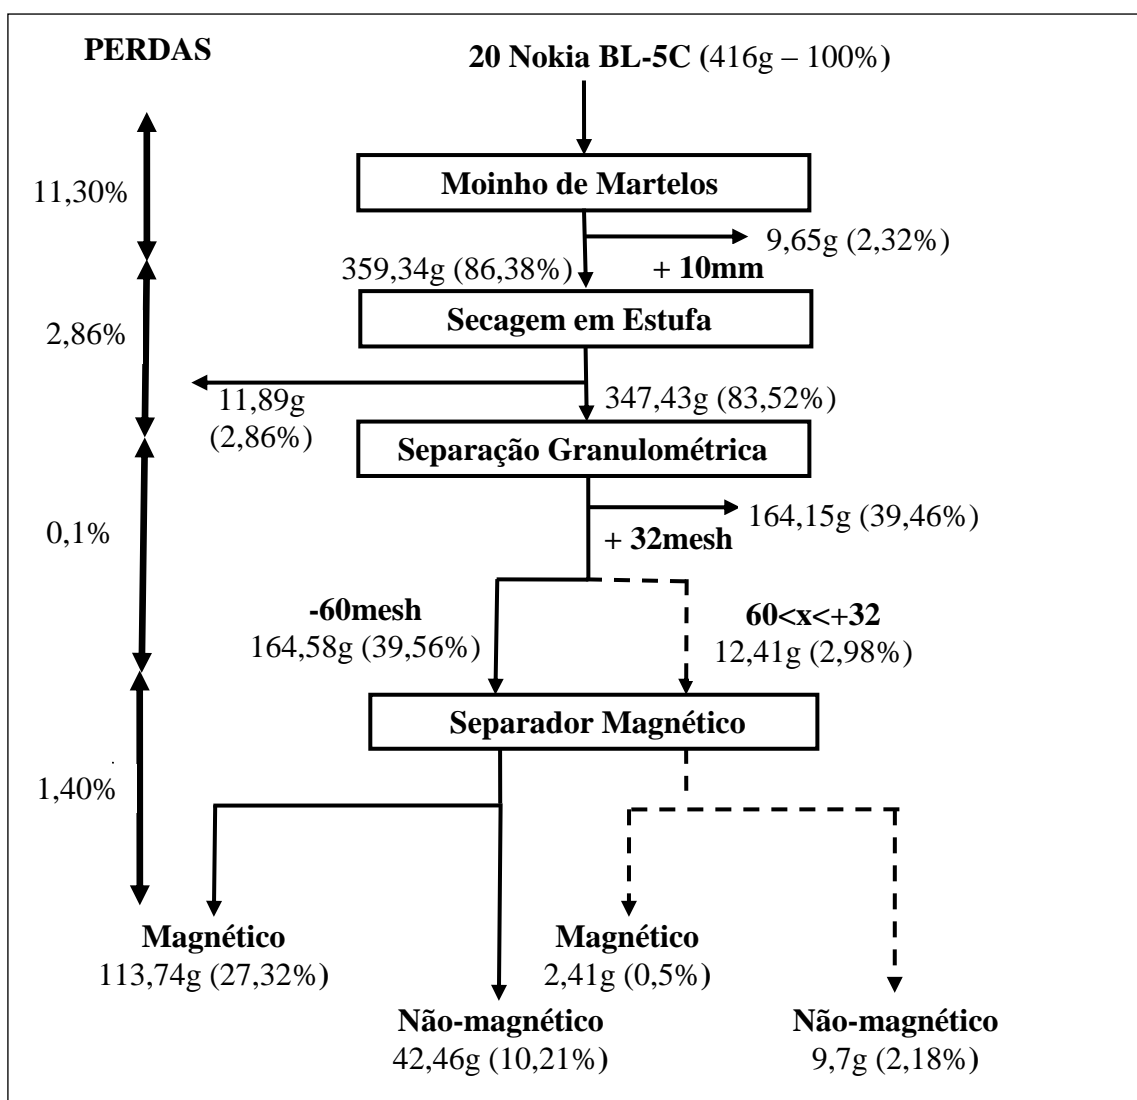 PERDAS
20 Nokia BL-5C (416g – 100%)
Moinho de Martelos
11,30%
9,65g (2,32%)
359,34g (86,38%)
+ 10mm
Secagem em Estufa
2,86%
11,89g
(2,86%)
347,43g (83,52%)
Separação Granulométrica
0,1%
164,15g (39,46%)
+ 32mesh
-60mesh
164,58g (39,56%)
60<x<+32
12,41g (2,98%)
Separador Magnético
1,40%
Magnético
113,74g (27,32%)
Magnético
2,41g (0,5%)
Não-magnético
42,46g (10,21%)
Não-magnético
9,7g (2,18%)